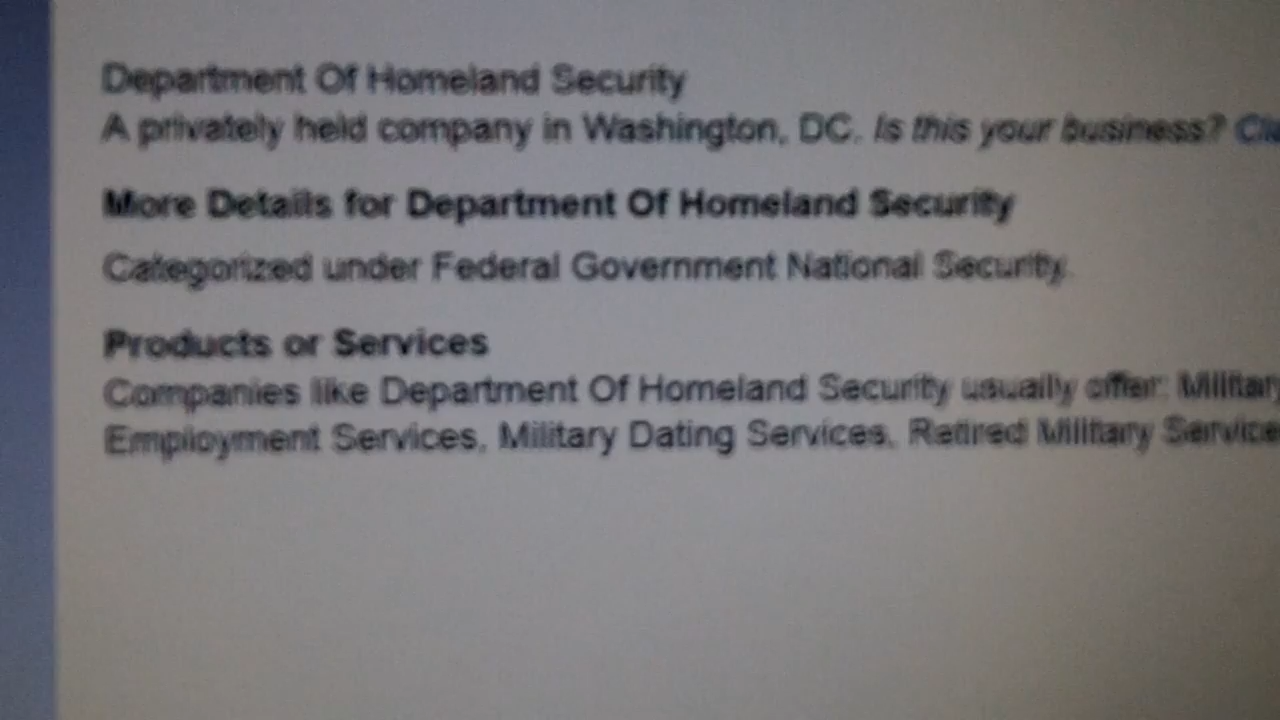 Department Of Homeland Security
A privately held company in Washington, DC. Is this your business?
More Details for Department Of Homeland Security
Categorized under Federal Government National Security.
Products or Services
Companies like Department Of Homeland Security usually offer: Military
Employment Services, Military Dating Services, Retired Military Service